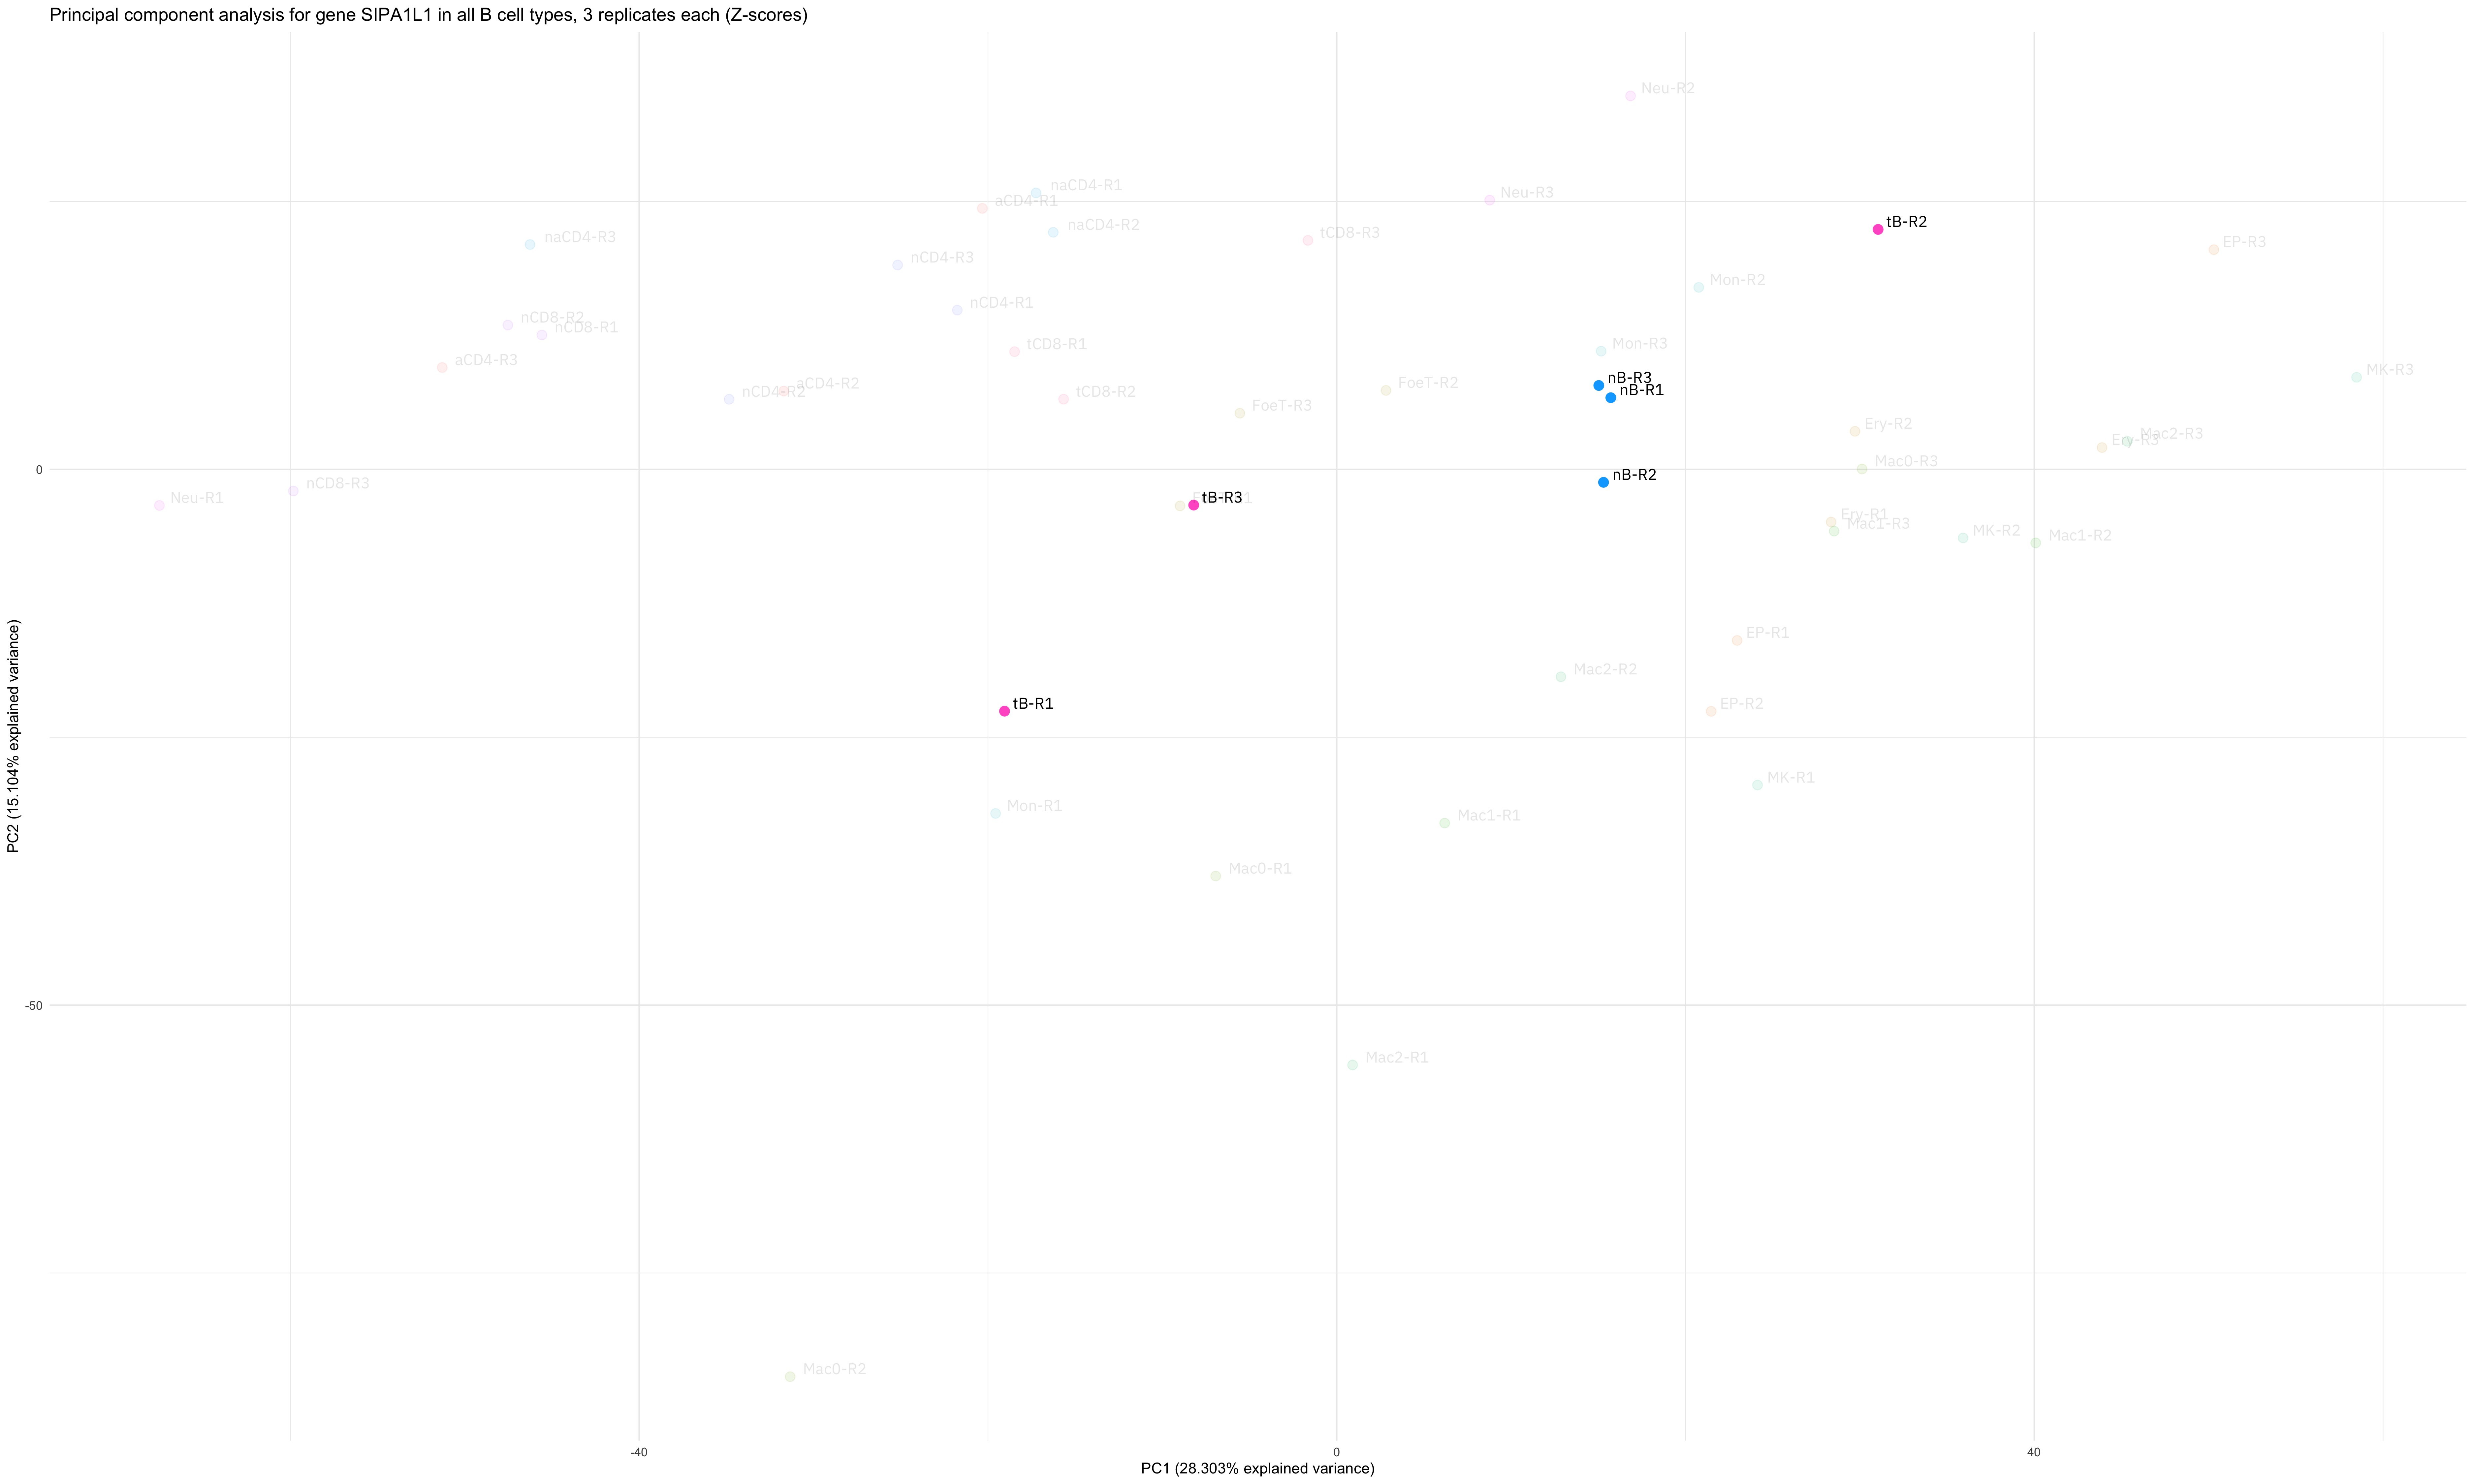 Principal component analysis for gene SIPA1L1 in all B cell types, 3 replicates each (Z-scores)
Neu-R2
naCD4-R1
Neu-R3
aCD4-R1
tB-R2
naCD4-R2
tCD8-R3
naCD4-R3
EP-R3
nCD4-R3
Mon-R2
nCD4-R1
nCD8-R2
nCD8-R1
tCD8-R1
Mon-R3
aCD4-R3
MK-R3
nB-R3
aCD4-R2
FoeT-R2
nB-R1
nCD4-R2
tCD8-R2
FoeT-R3
Ery-R2
Mac2-R3
Ery-R3
Mac0-R3
0
nB-R2
nCD8-R3
Neu-R1
tB-R3
Ery-R1
Mac1-R3
MK-R2
Mac1-R2
EP-R1
Mac2-R2
tB-R1
EP-R2
MK-R1
Mon-R1
Mac1-R1
Mac0-R1
PC2 (15.104% explained variance)
-50
Mac2-R1
Mac0-R2
-40
0
40
PC1 (28.303% explained variance)